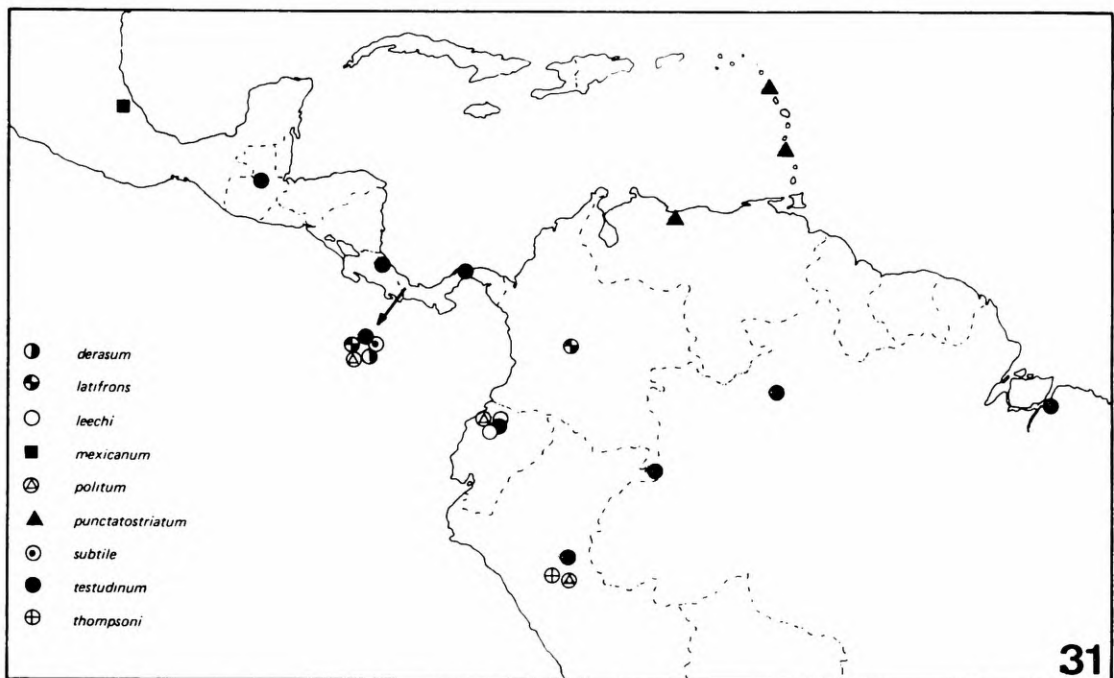 derasum
latifrons
leechi
mexicanum
politum
punctatostriatum
subtile
testudinum
thompsoni
31